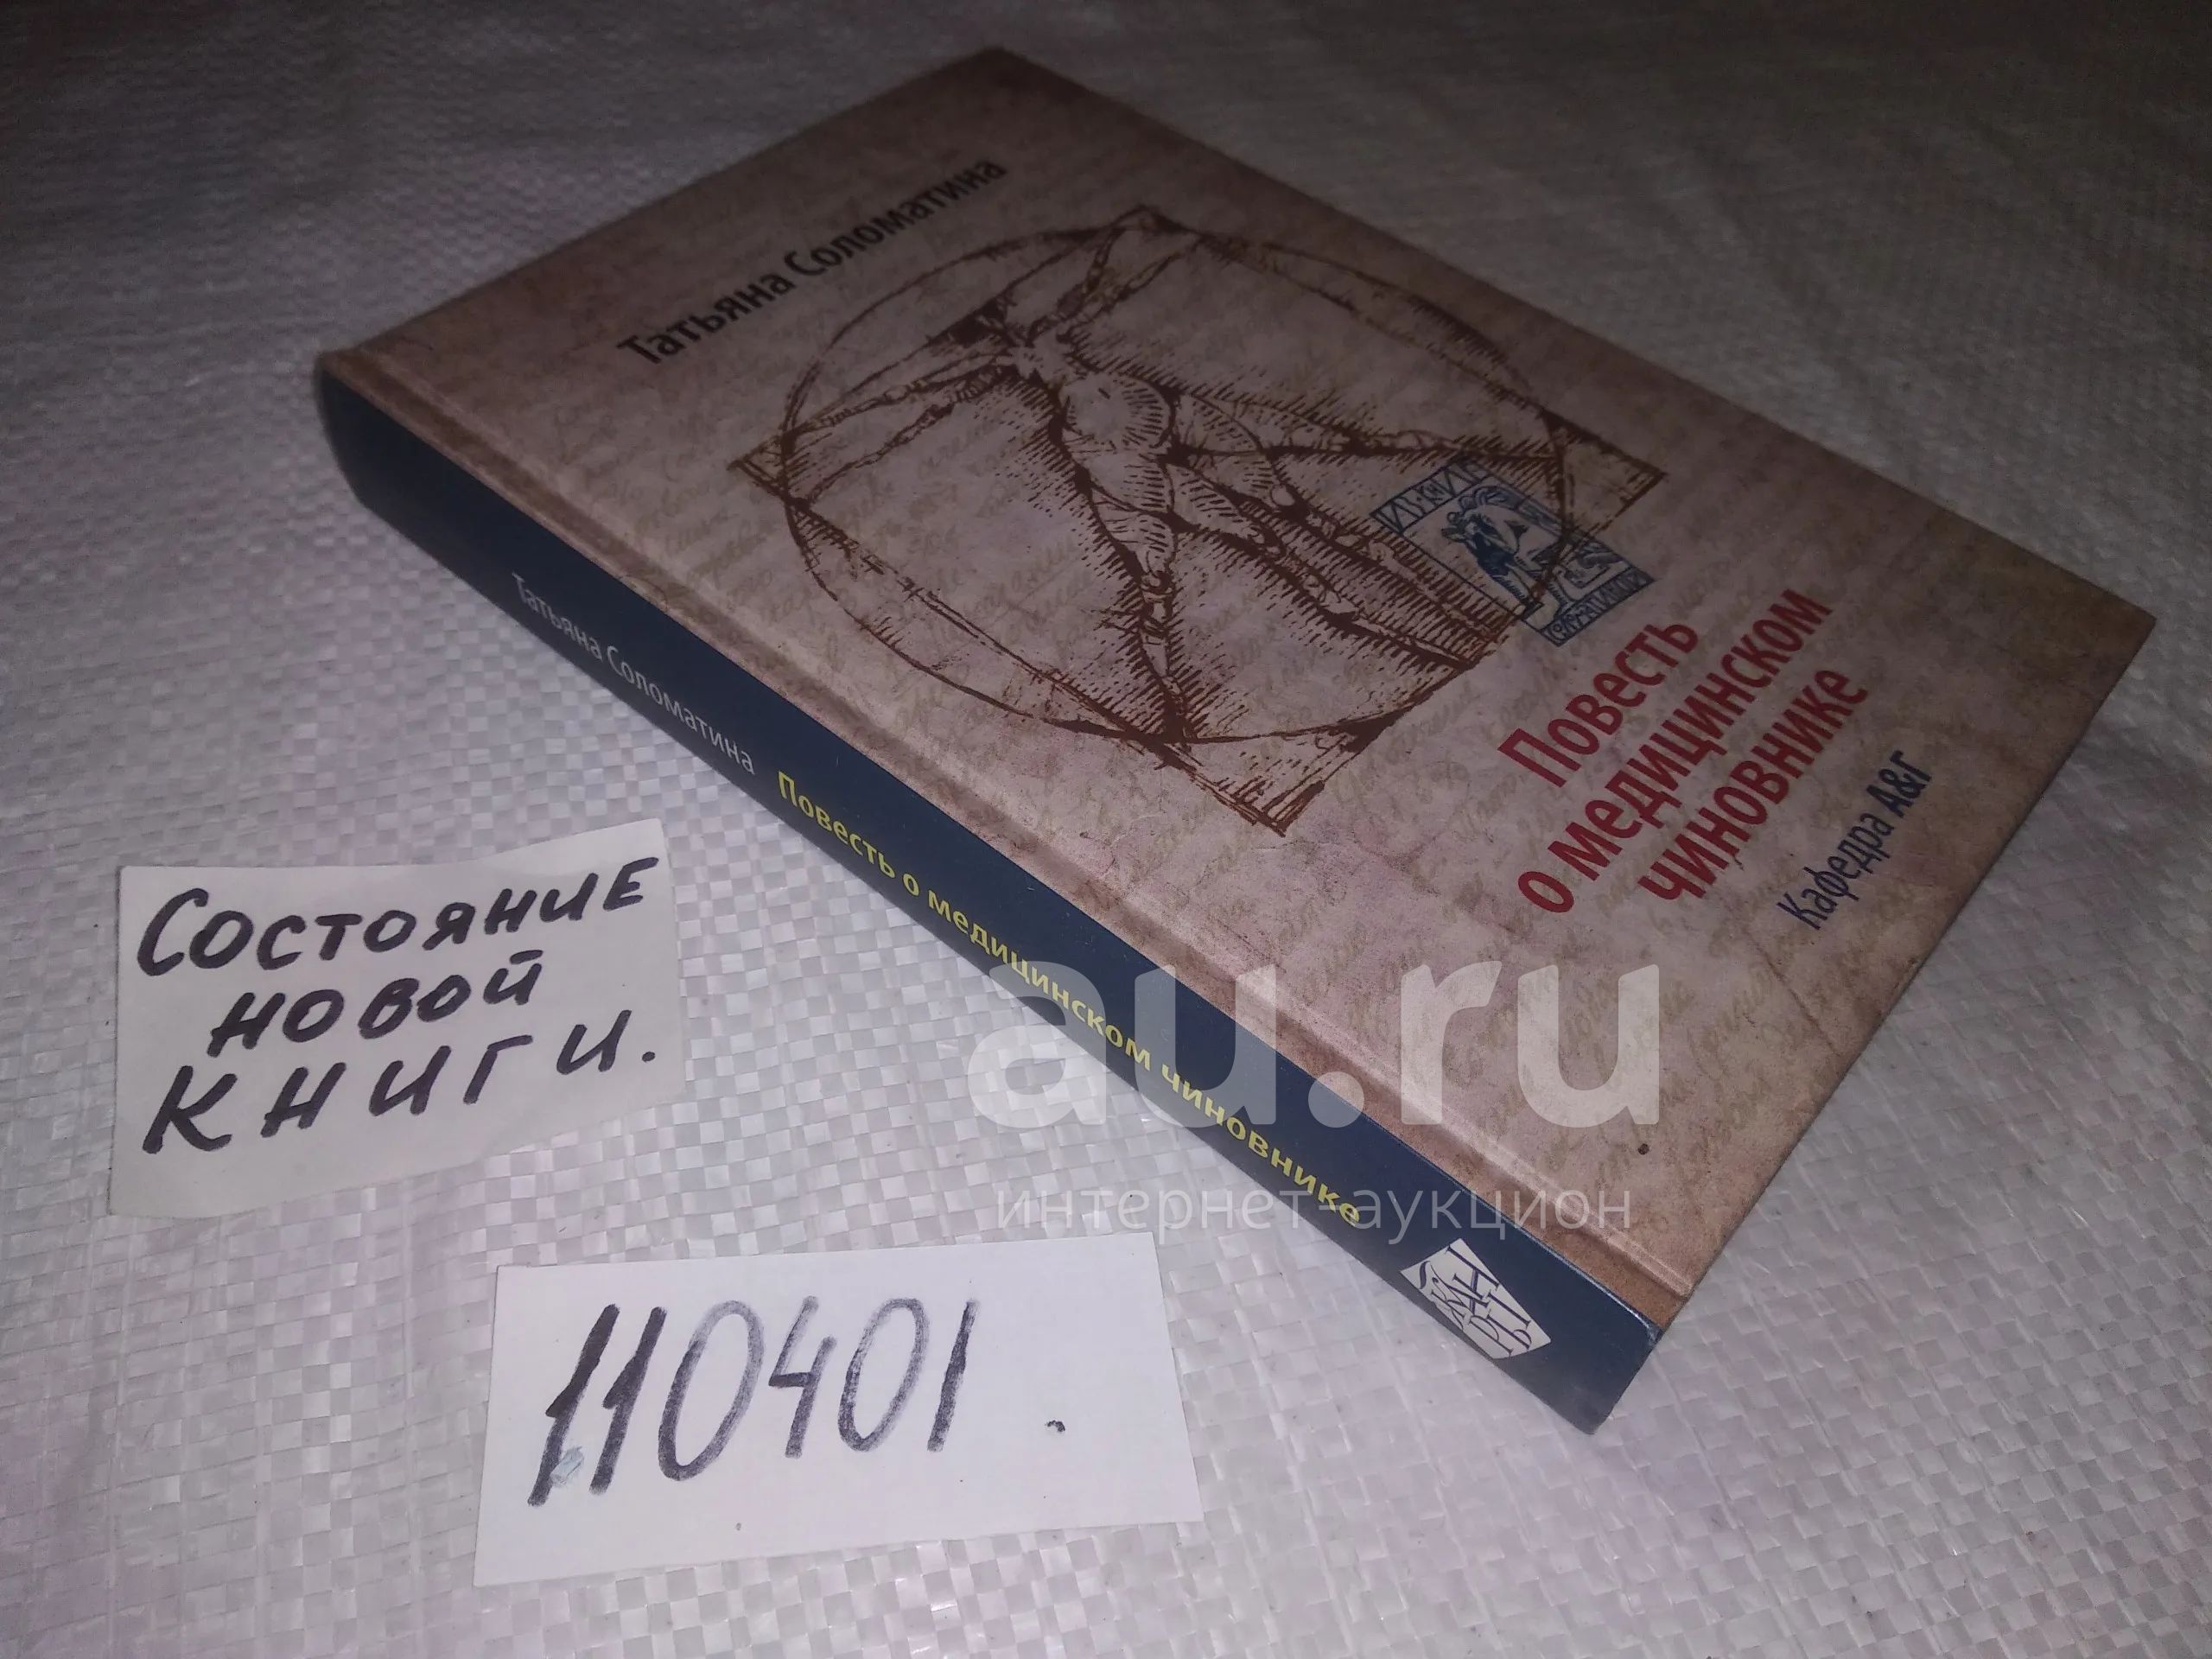 Татьяна Соломатина
Повесть
о медицинском
чиновнике
Кафедра А&Г
Татьяна Соломатина Повесть о медицинском чиновнике
СОСТОЯНИЕ
НОВОЙ
КНИГИ.
110401.
au.ru
интернет-аукцион